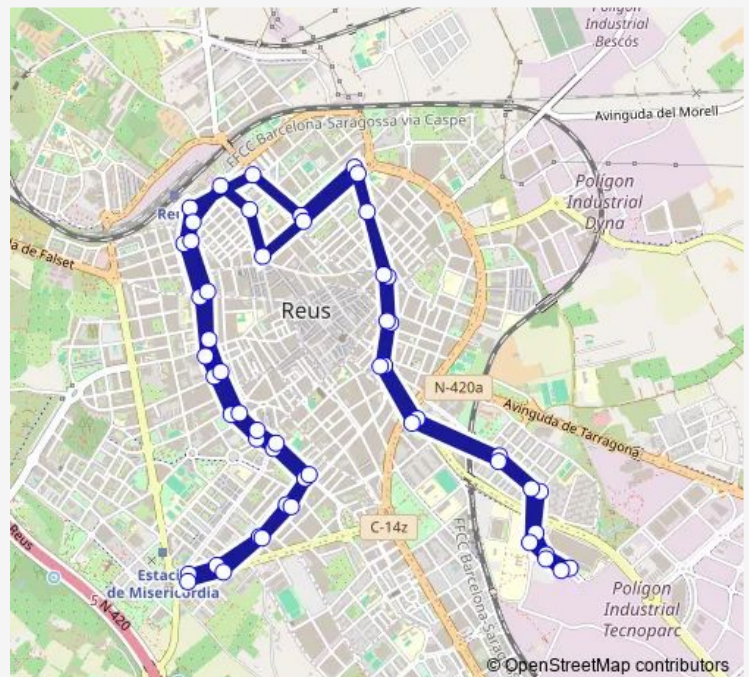 Polígon
Industrial
Bescós
Avinguda del Morell
FFCC Barcelona-Saragossa via Caspe
Polígon
Industrial
Dyna
la de Falset
Reus
N-420a
Avinguda de Tarragona
C-14z
FFCC Barcelona-Sarago
Reus
N-420
Estació
de Misericòrdia
Polígon
Industrial
Tecnoparc
© OpenStreetMap contributors